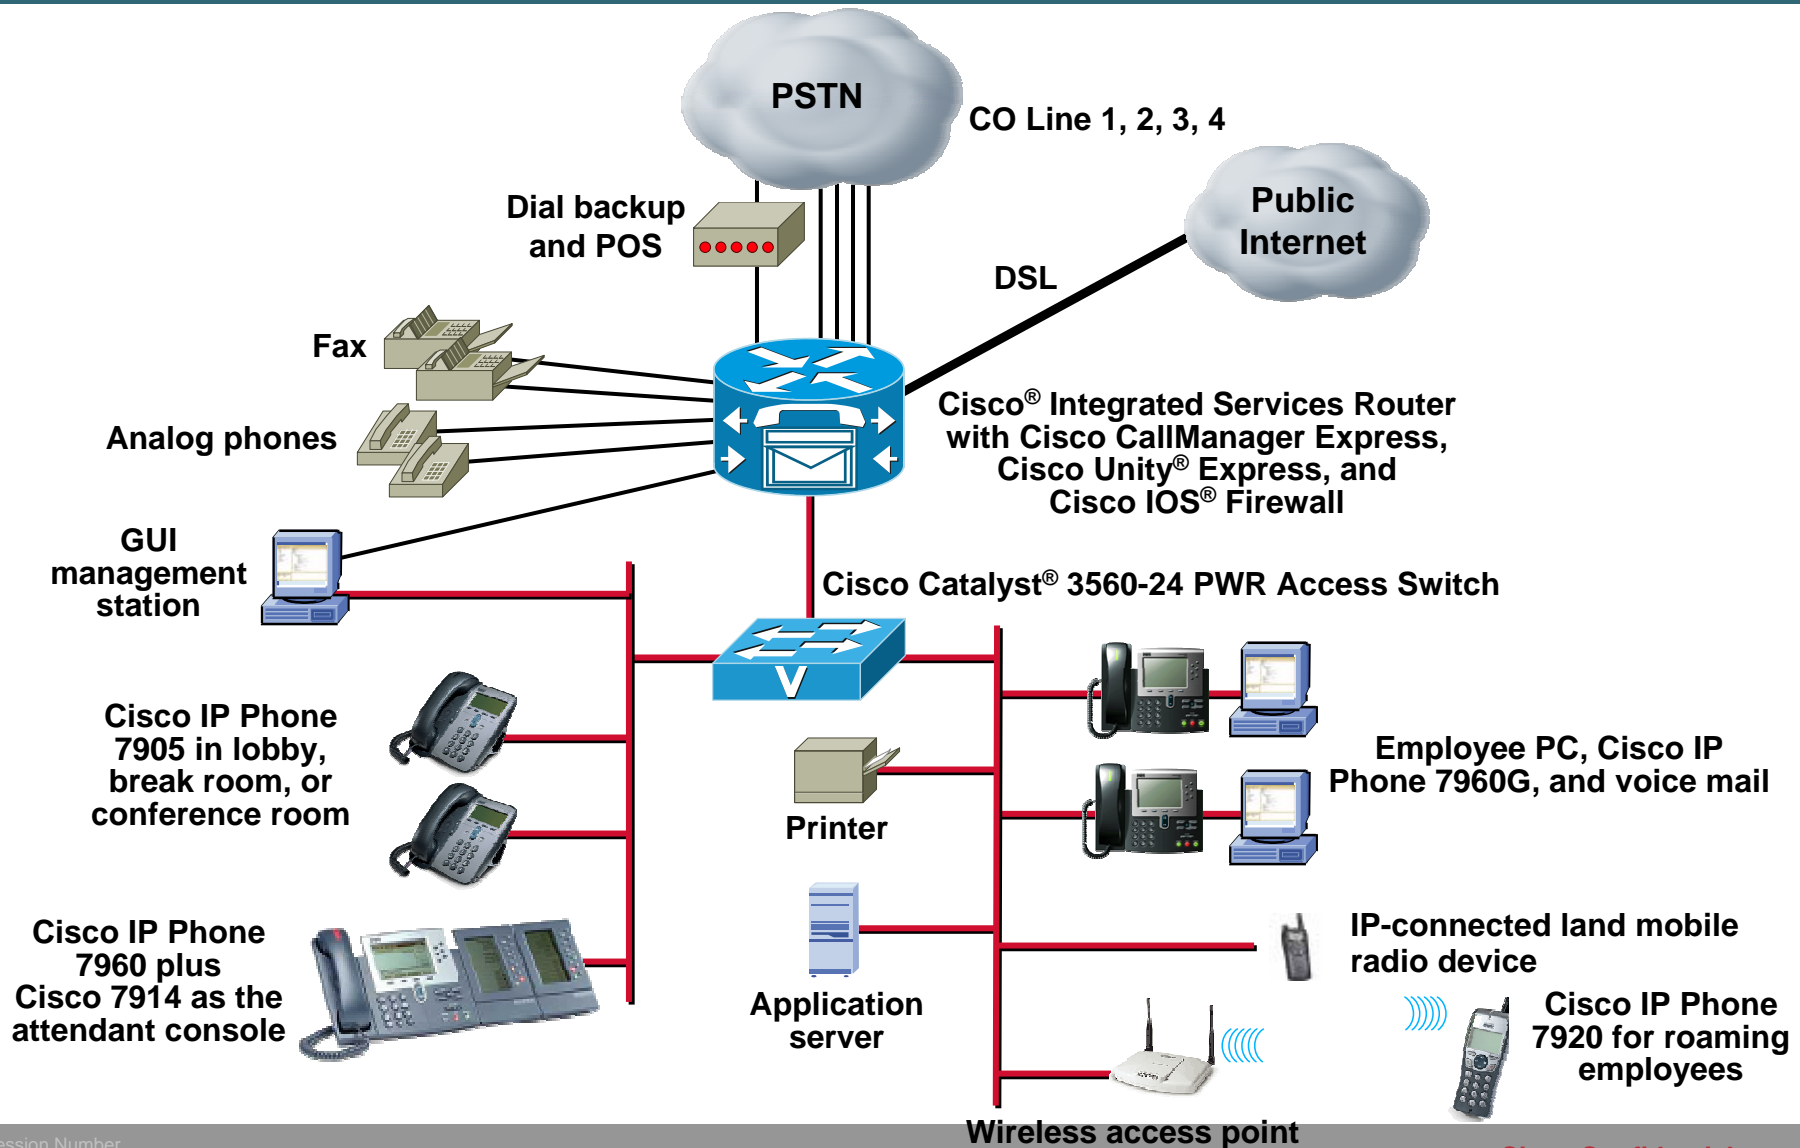 PSTN
CO Line 1, 2, 3, 4
Public
Internet
Dial backup
and POS
DSL
Fax
Analog phones
Cisco® Integrated Services Router
with Cisco CallManager Express,
Cisco Unity® Express, and
Cisco IOS® Firewall
GUI
management
station
Cisco Catalyst® 3560-24 PWR Access Switch
V
Cisco IP Phone
7905 in lobby,
break room, or
conference room
Printer
Employee PC, Cisco IP
Phone 7960G, and voice mail
Cisco IP Phone
7960 plus
Cisco 7914 as the
attendant console
Application
server
IP-connected land mobile
radio device
Cisco IP Phone
7920 for roaming
employees
Wireless access point
ession Number